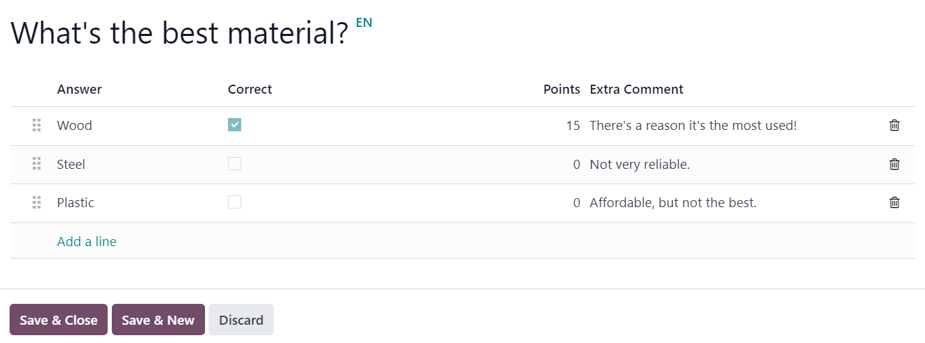 What's the best material? EN
Answer Correct Points Extra Comment
Wood 15 There's a reason it's the most used!
Steel 0 Not very reliable.
Plastic 0 Affordable, but not the best.
Add a line
Save & Close Save & New Discard